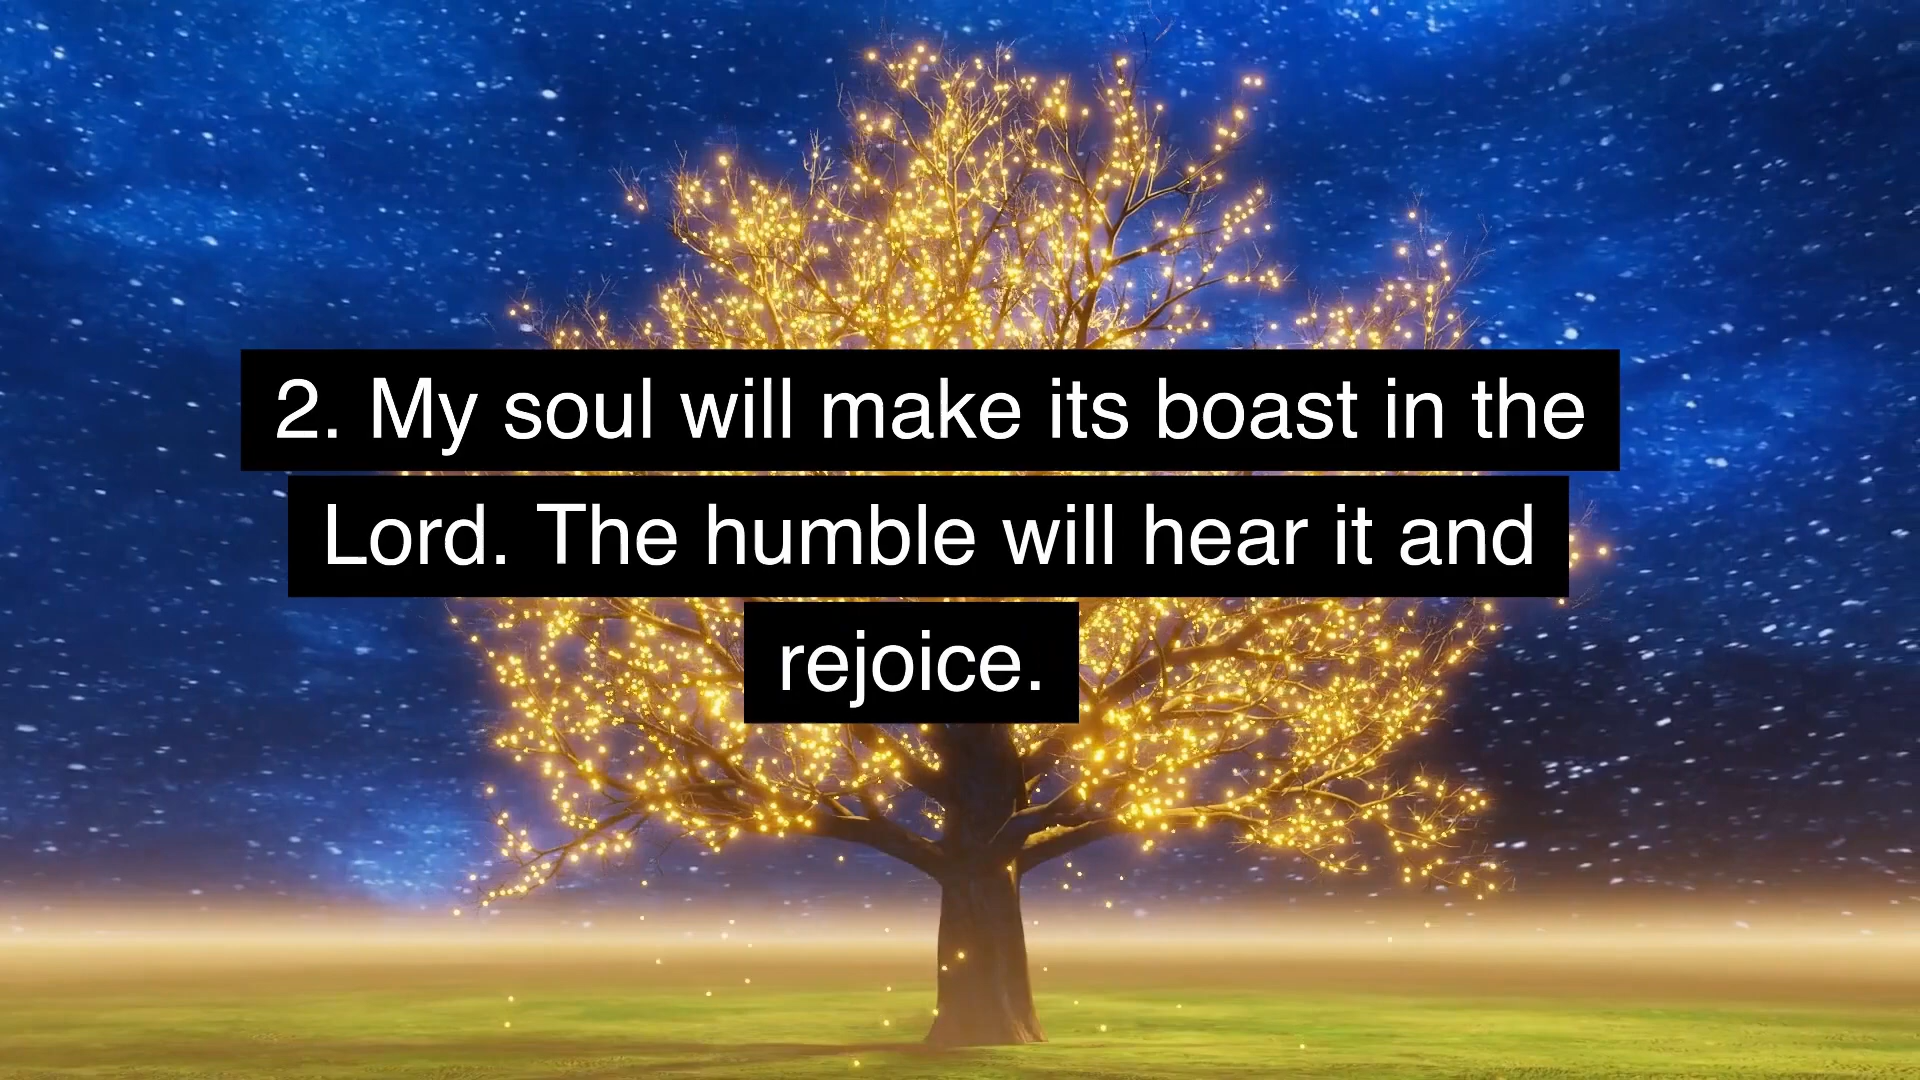 2. My soul will make its boast in the
Lord. The humble will hear it and
rejoice.